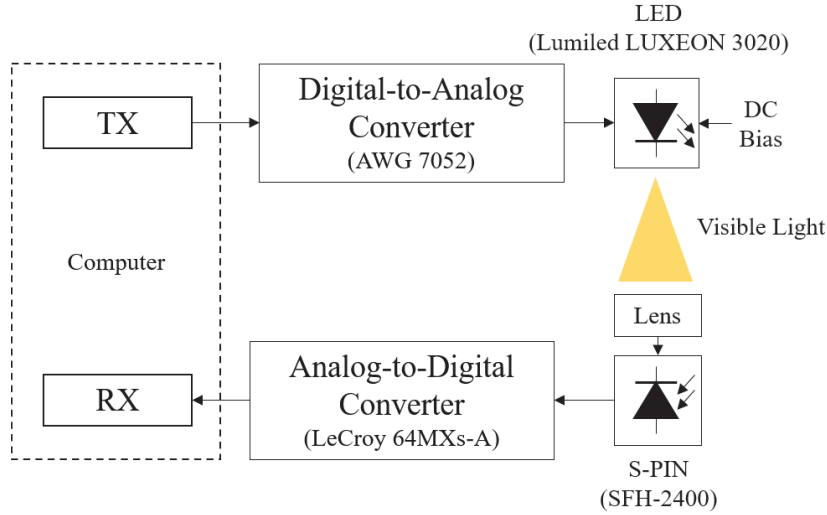 LED
(Lumiled LUXEON 3020)
TX
Digital-to-Analog
Converter
(AWG 7052)
DC
Bias
Visible Light
Computer
Lens
RX
Analog-to-Digital
Converter
(LeCroy 64MXs-A)
S-PIN
(SFH-2400)